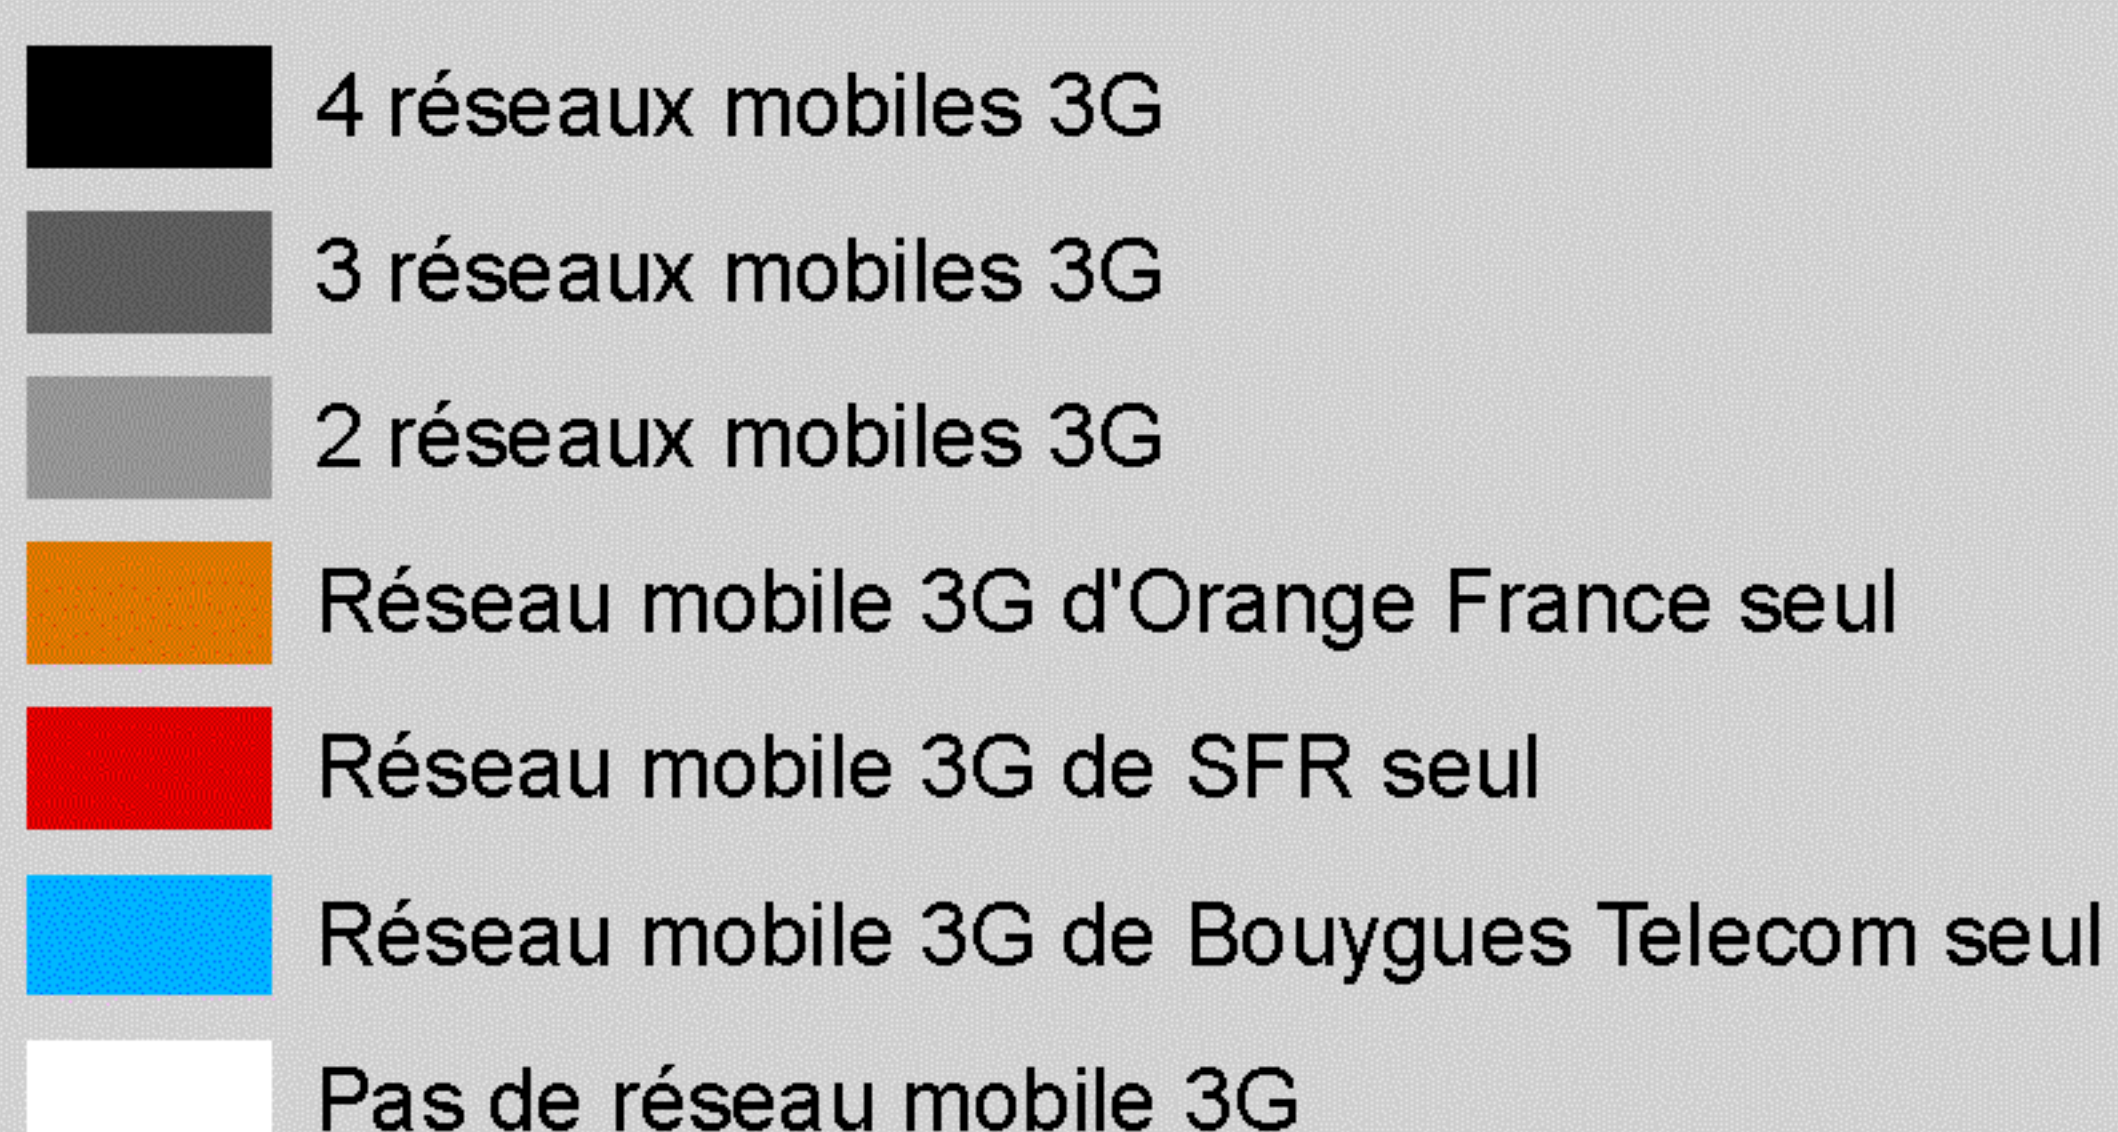 4 réseaux mobiles 3G
3 réseaux mobiles 3G
2 réseaux mobiles 3G
Réseau mobile 3G d'Orange France seul
Réseau mobile 3G de SFR seul
Réseau mobile 3G de Bouygues Telecom seul
Pas de réseau mobile 3G